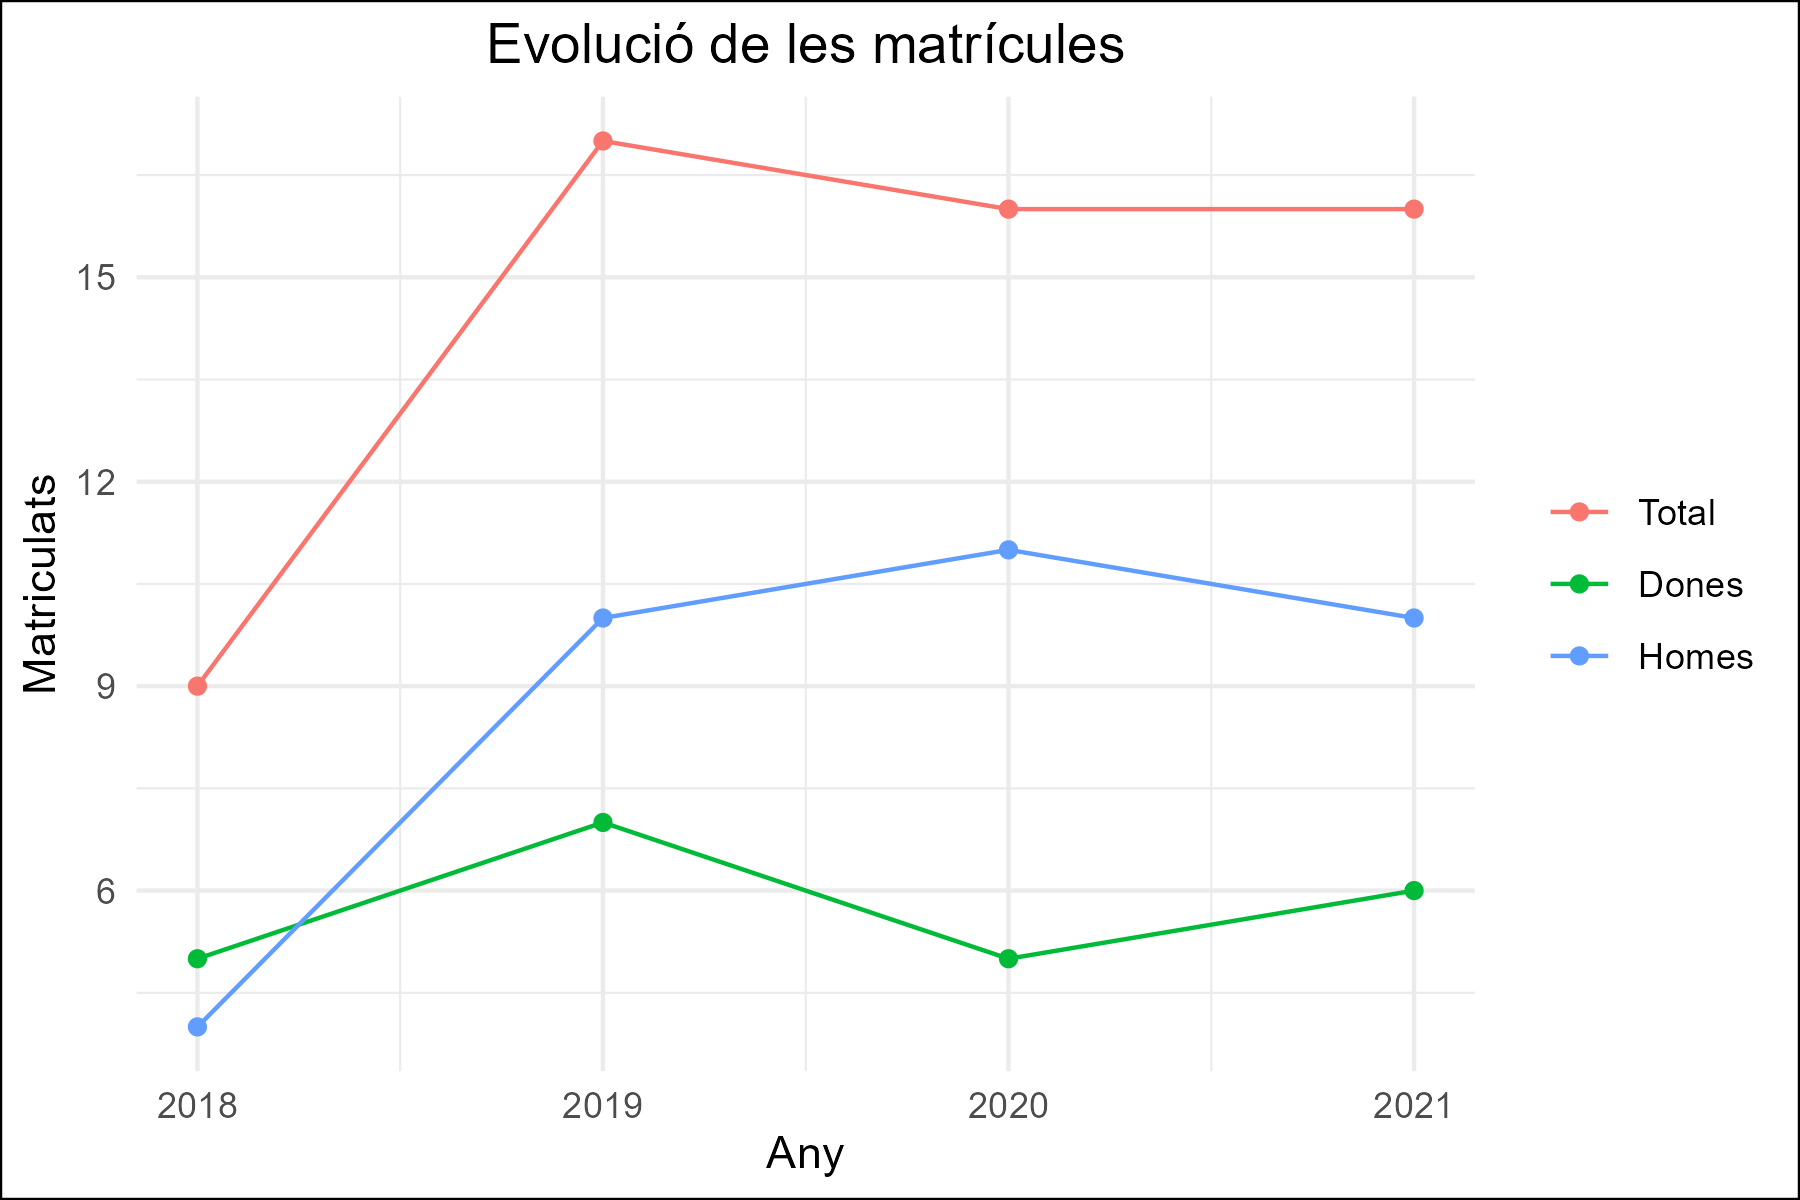 Evolució de les matrícules
Matriculats
15
12
9
6
2018
2019
2020
2021
Any
Total
Dones
Homes